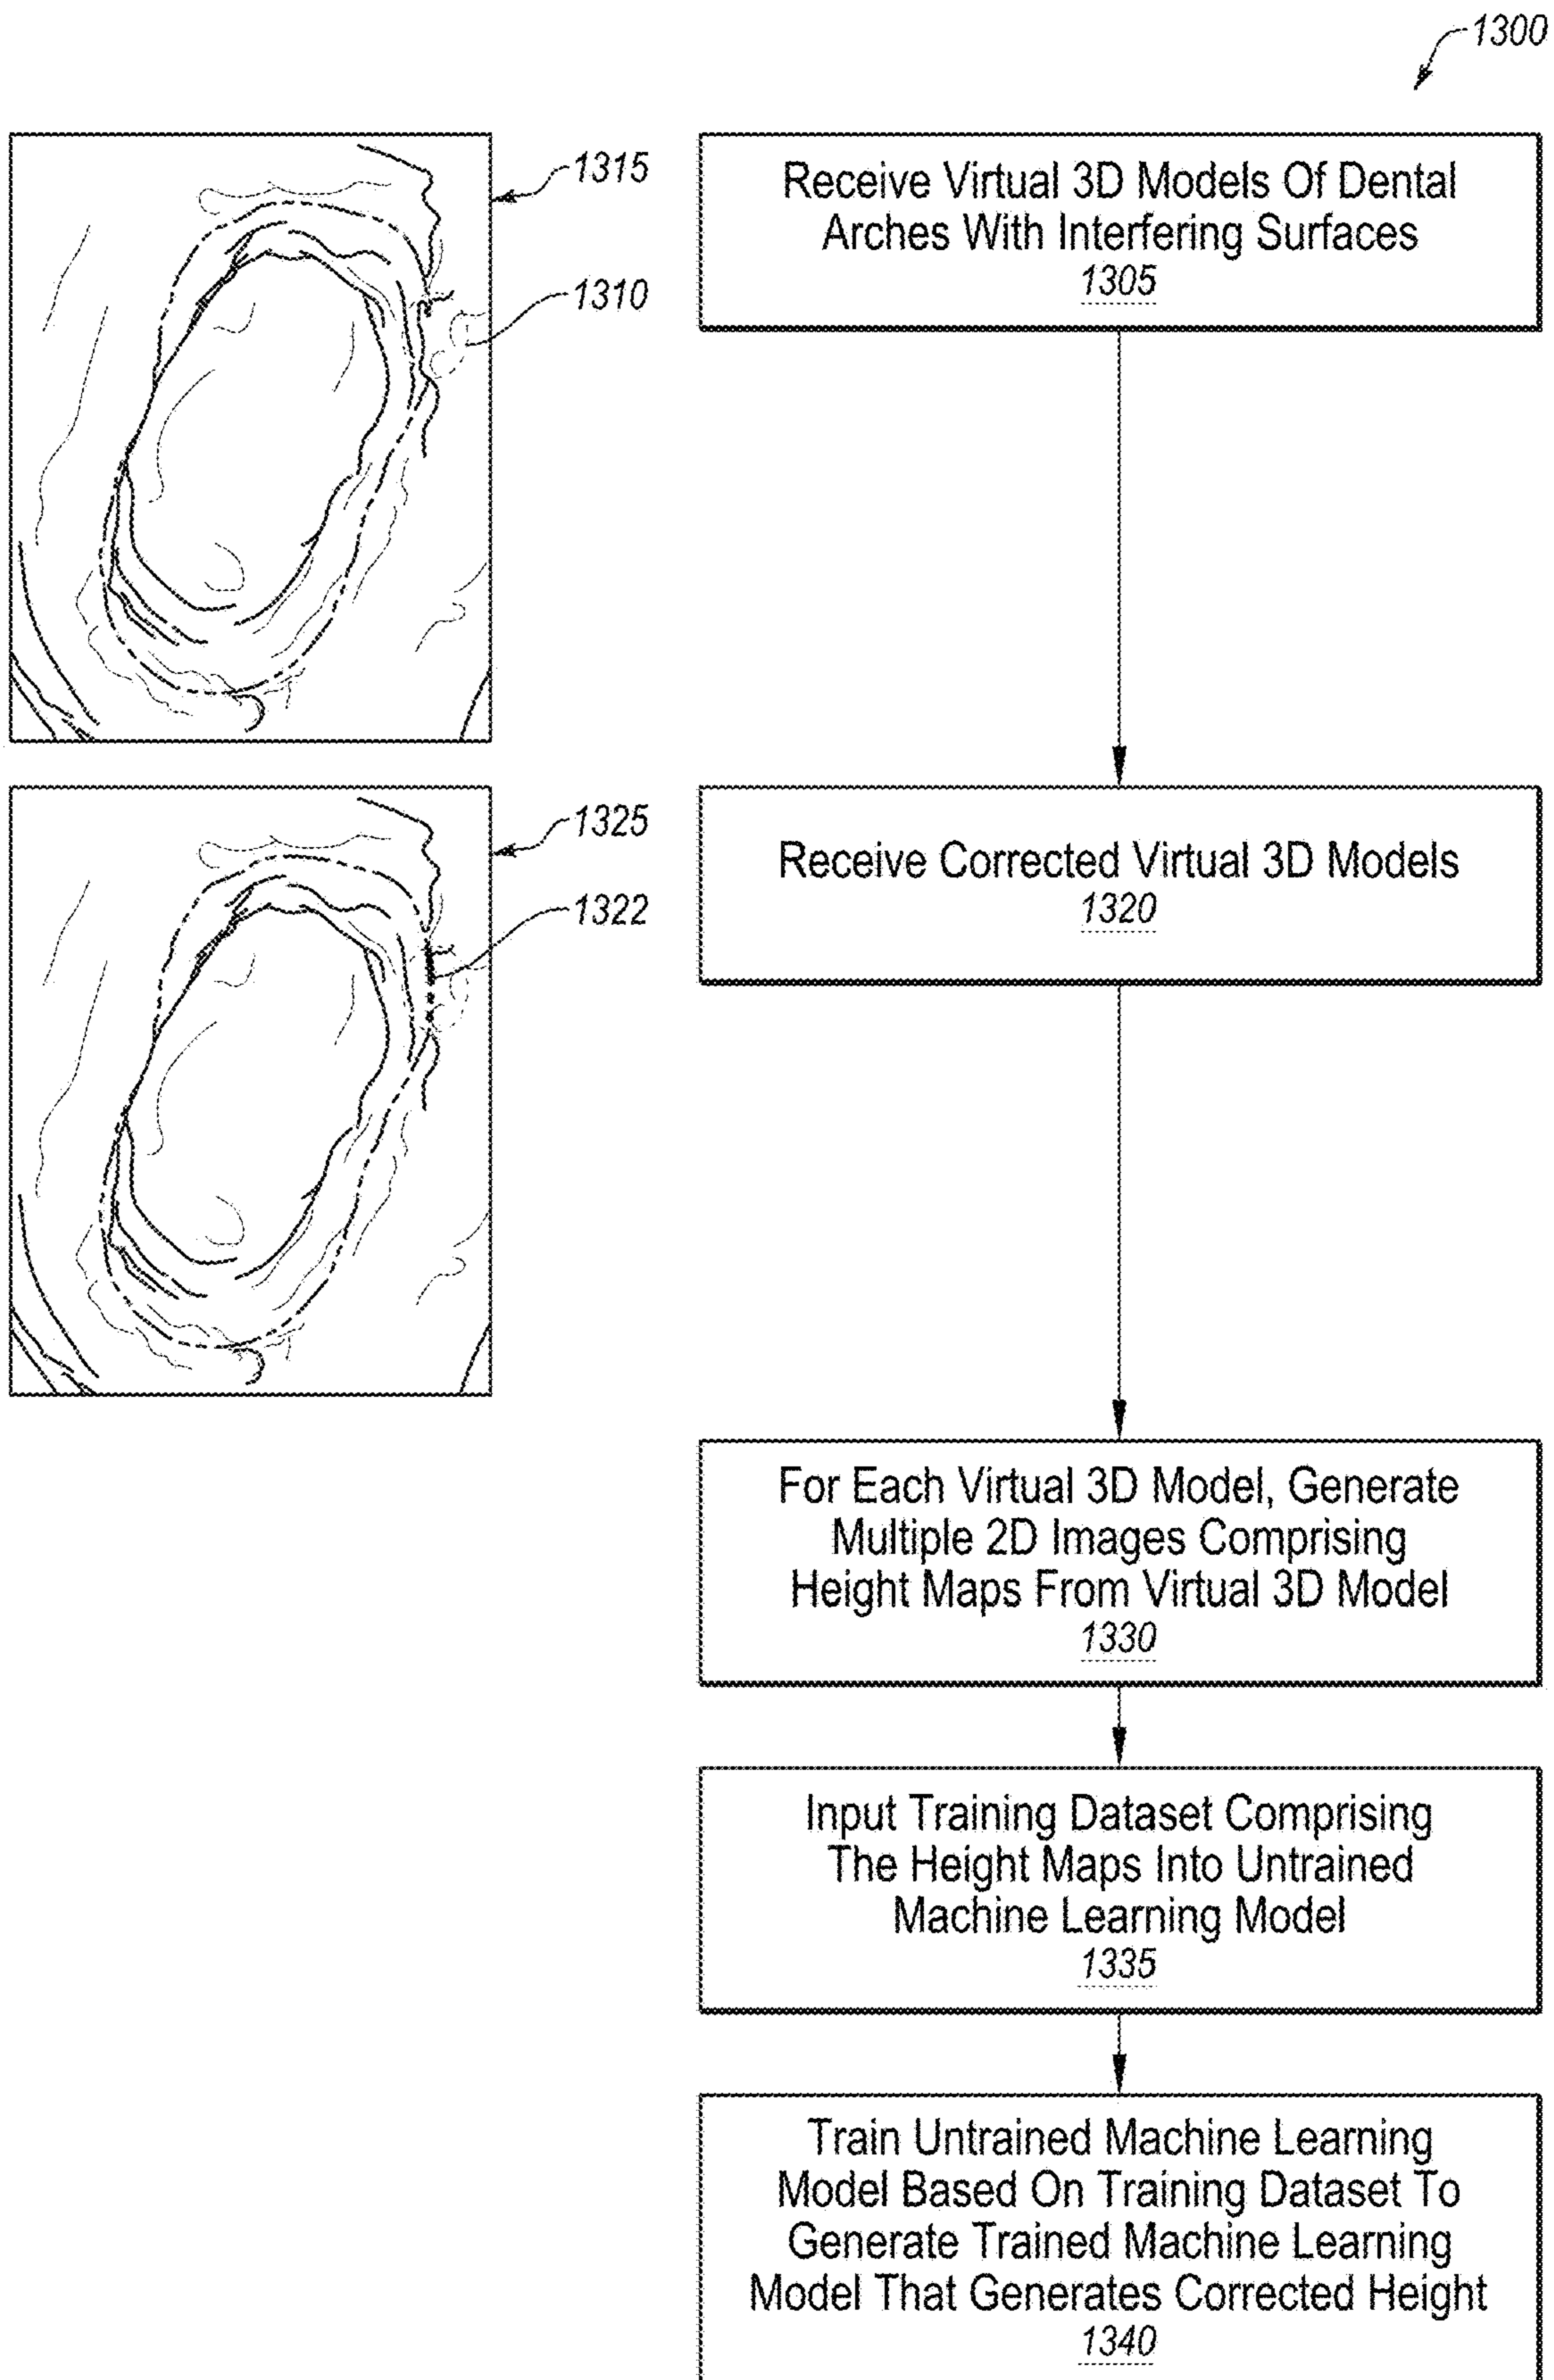 1300
1315
1310
Receive Virtual 3D Models Of Dental
Arches With Interfering Surfaces
1305
1325
1322
Receive Corrected Virtual 3D Models
1320
For Each Virtual 3D Model, Generate
Multiple 2D Images Comprising
Height Maps From Virtual 3D Model
1330
Input Training Dataset Comprising
The Height Maps Into Untrained
Machine Learning Model
1335
Train Untrained Machine Learning
Model Based On Training Dataset To
Generate Trained Machine Learning
Model That Generates Corrected Height
1340